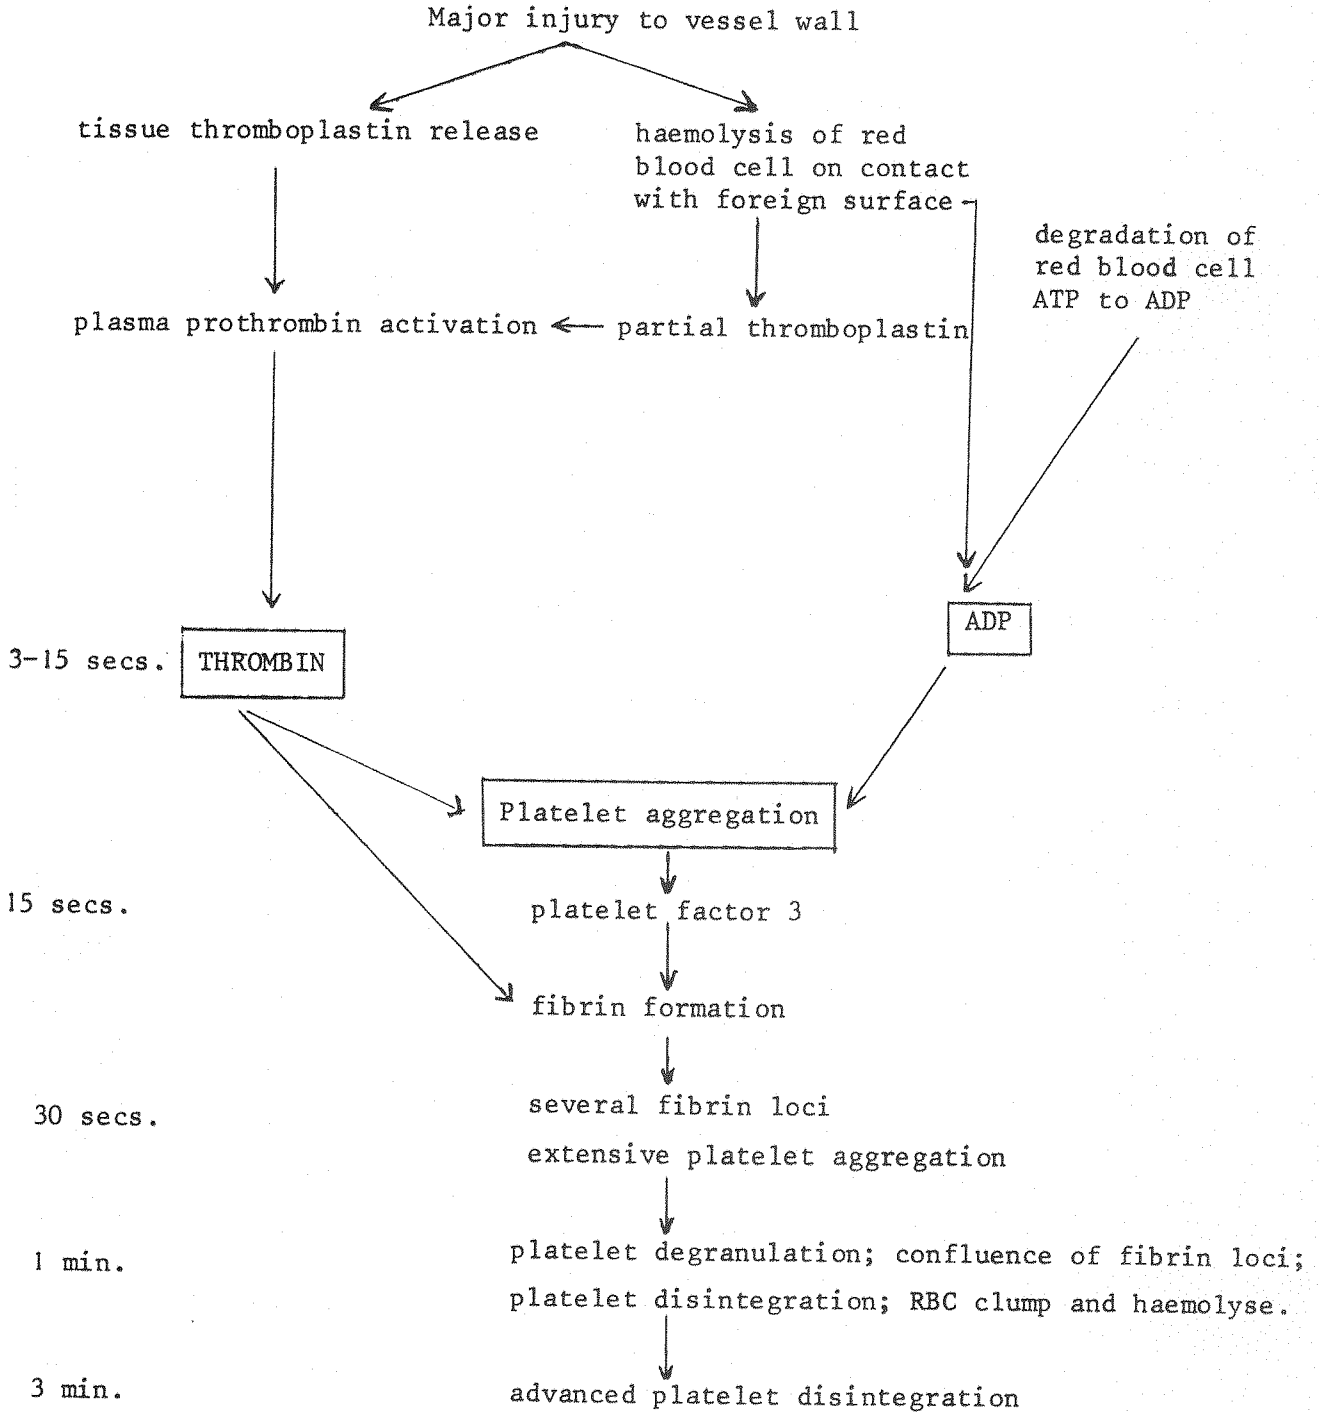 Major injury to vessel wall
tissue thromboplastin release
haemolysis of red
blood cell on contact
with foreign surface
degradation of
red blood cell
ATP to ADP
plasma prothrombin activation
partial thromboplastin
ADP
3-15 secs.
THROMBIN
Platelet aggregation
15 secs.
platelet factor 3
fibrin formation
30 secs.
several fibrin loci
extensive platelet aggregation
1 min.
platelet degranulation; confluence of fibrin loci;
platelet disintegration; RBC clump and haemolyse.
3 min.
advanced platelet disintegration